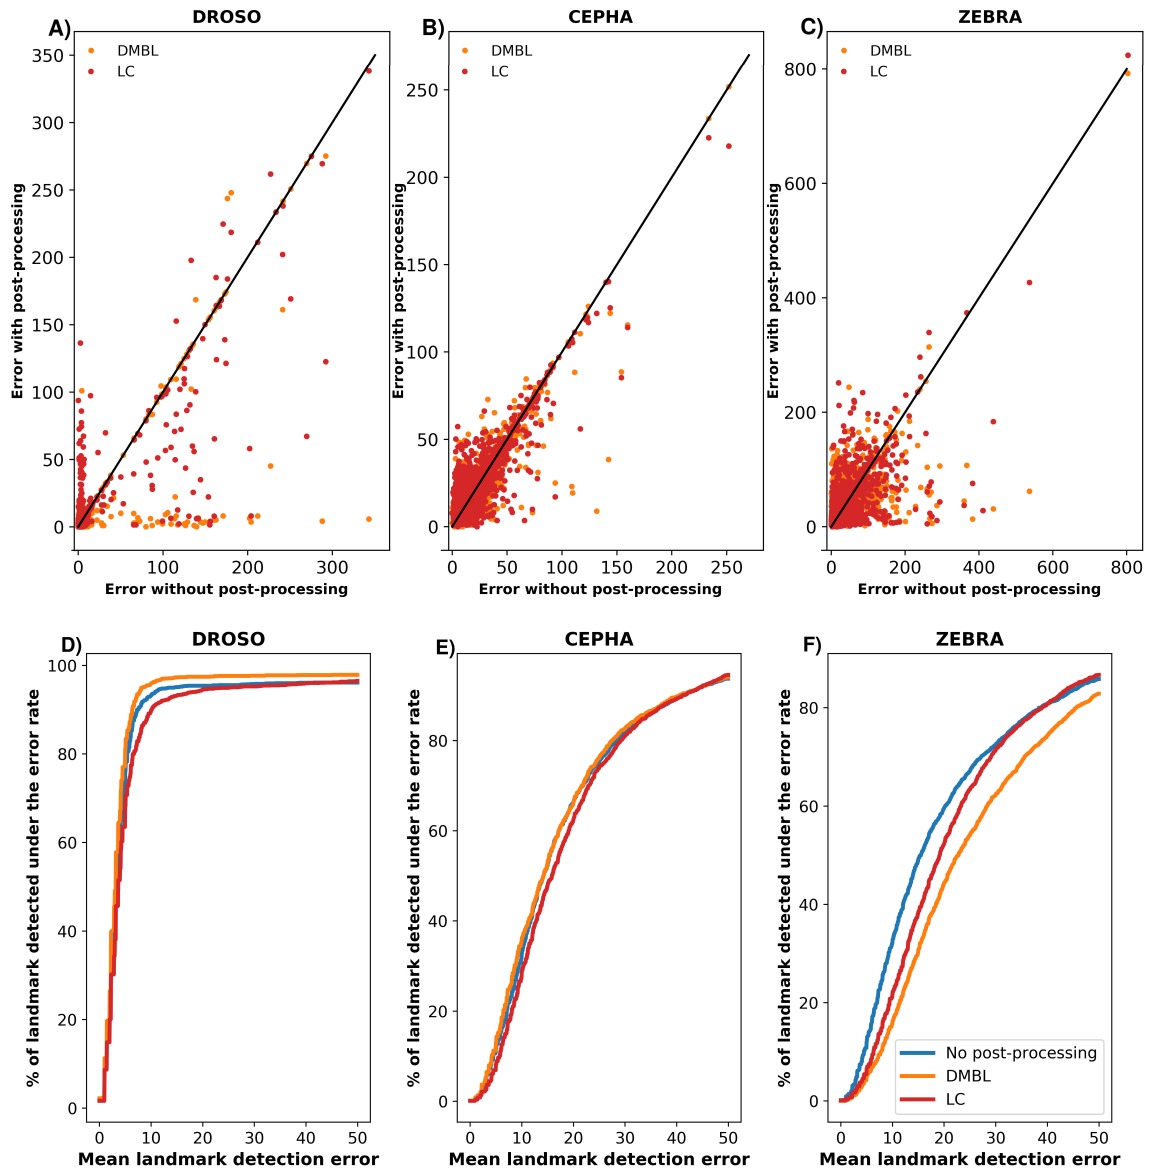 A)
DROSO
DMBL
LC
350
300
250
200
150
100
50
0
0
100
200
300
Error with post-processing
Error without post-processing
B)
CEPHA
DMBL
LC
250
200
150
100
50
0
0
50
100
150
200
250
Error with post-processing
Error without post-processing
C)
ZEBRA
DMBL
LC
800
600
400
200
0
0
200
400
600
800
Error with post-processing
Error without post-processing
D)
DROSO
100
80
60
40
20
0
0
10
20
30
40
50
% of landmark detected under the error rate
Mean landmark detection error
E)
CEPHA
80
60
40
20
0
0
10
20
30
40
50
% of landmark detected under the error rate
Mean landmark detection error
F)
ZEBRA
80
60
40
20
0
0
10
20
30
40
50
% of landmark detected under the error rate
Mean landmark detection error
No post-processing
DMBL
LC